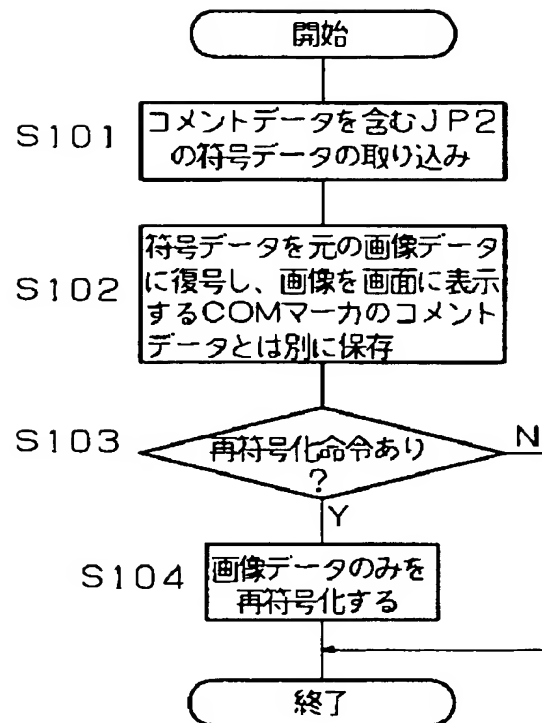 開始
S101
コメントデータを含むJP2
の符号データの取り込み
S102
符号データを元の画像データ
に復号し、画像を画面に表示
するCOMマーカのコメント
データとは別に保存
S103
再符号化命令あり
?
N
Y
S104
画像データのみを
再符号化する
終了